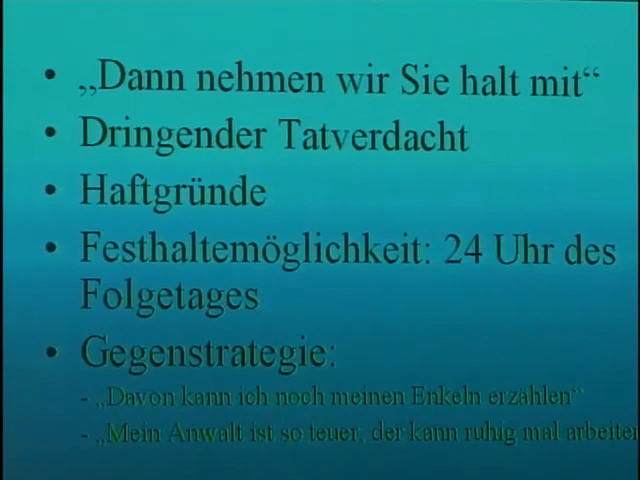 • „Dann nehmen wir Sie halt mit“
• Dringender Tatverdacht
• Haftgründe
• Festhaltemöglichkeit: 24 Uhr des
Folgetages
• Gegenstrategie:
- „Davon kann ich noch meinen Enkeln erzählen“
- „Mein Anwalt ist so teuer, der kann ruhig mal arbeiten